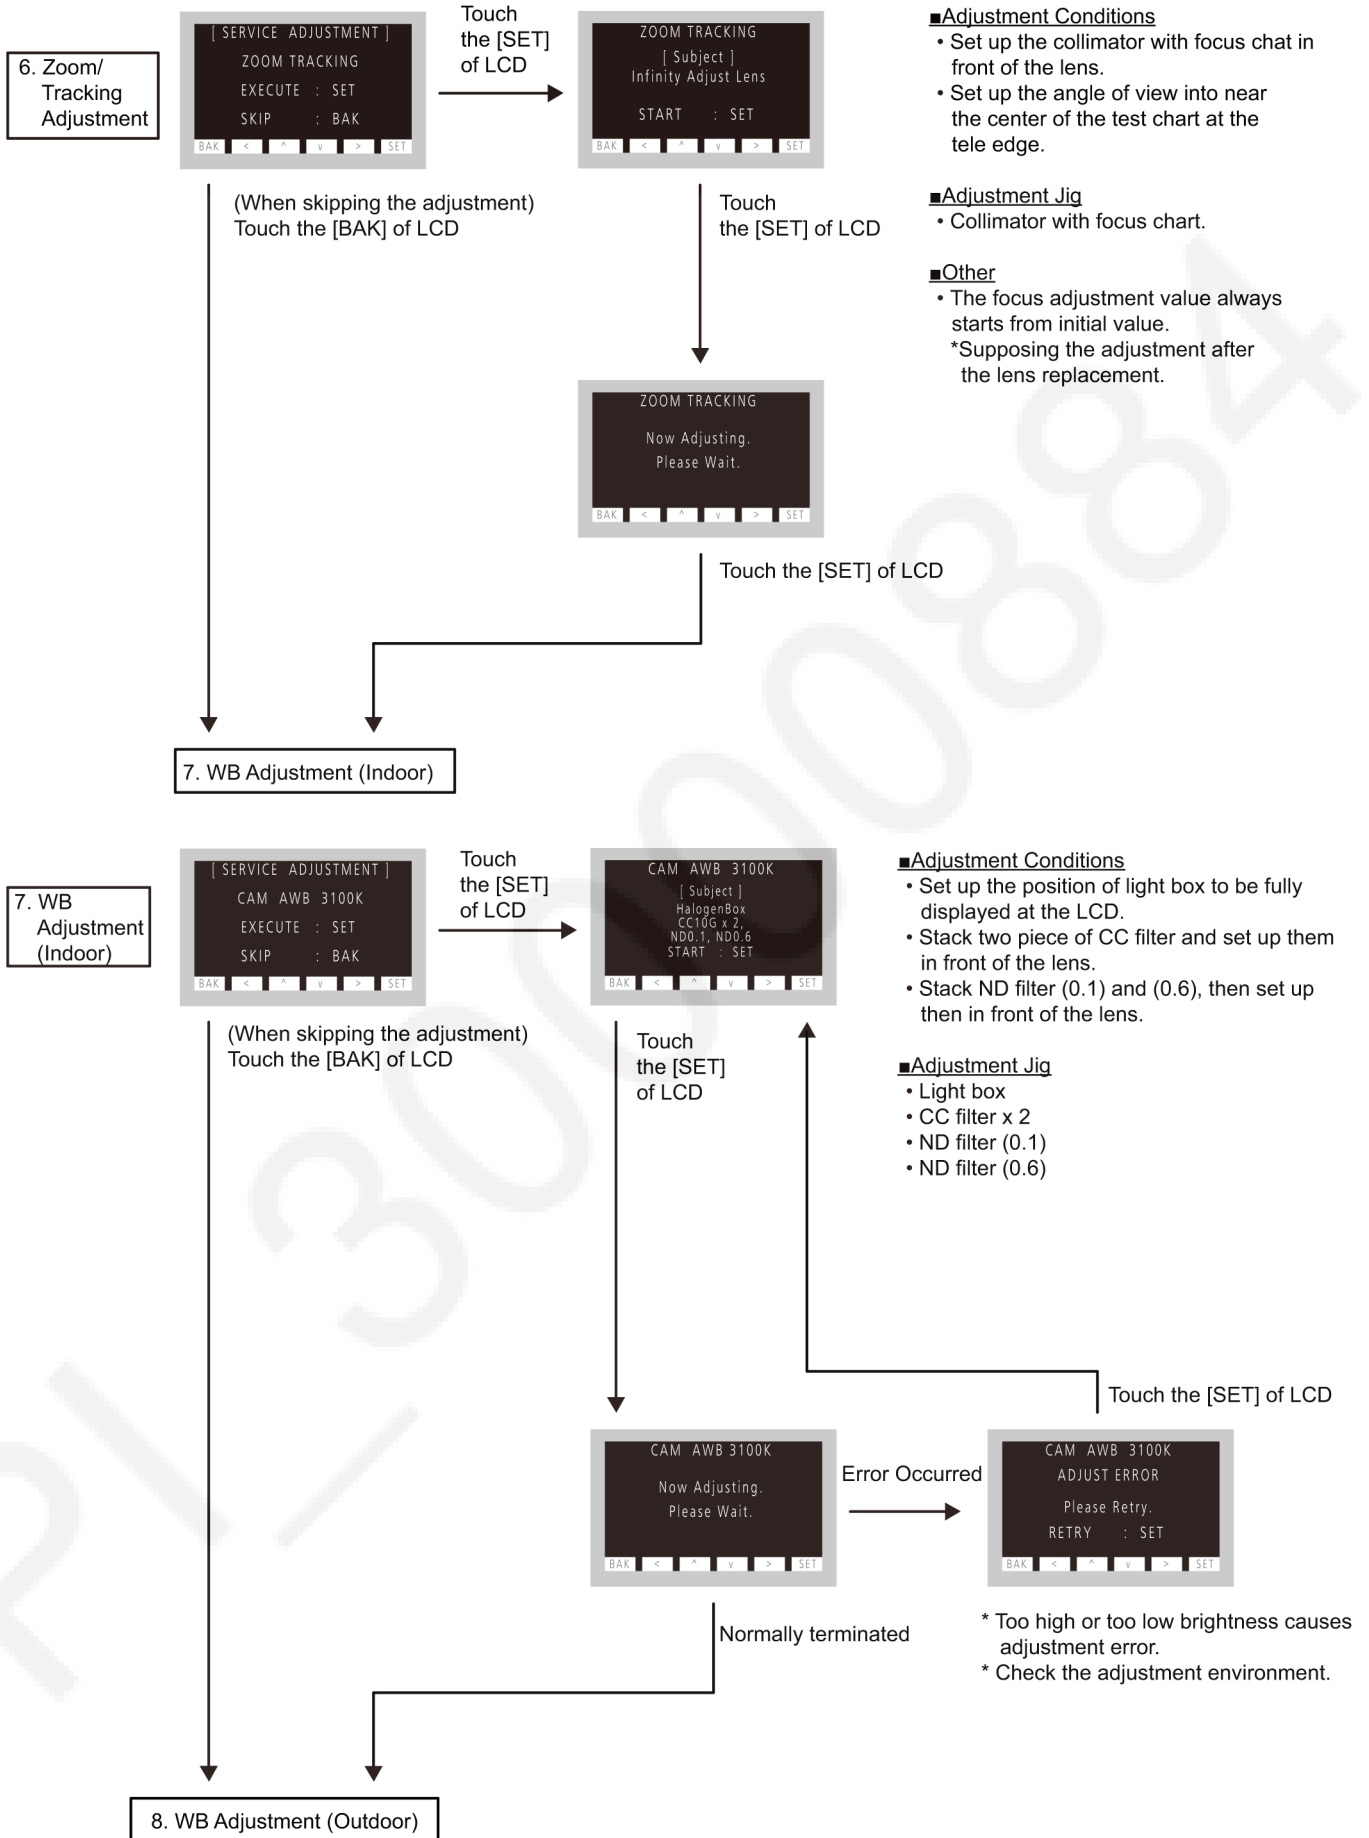 6. Zoom/
Tracking
Adjustment
[ SERVICE ADJUSTMENT ]
ZOOM TRACKING
EXECUTE : SET
SKIP : BAK
BAK < ^ v > SET
Touch
the [SET]
of LCD
ZOOM TRACKING
[ Subject ]
Infinity Adjust Lens
START : SET
BAK < ^ v > SET
■Adjustment Conditions
• Set up the collimator with focus chat in
front of the lens.
• Set up the angle of view into near
the center of the test chart at the
tele edge.
■Adjustment Jig
• Collimator with focus chart.
■Other
• The focus adjustment value always
starts from initial value.
*Supposing the adjustment after
the lens replacement.
(When skipping the adjustment)
Touch the [BAK] of LCD
Touch
the [SET] of LCD
ZOOM TRACKING
Now Adjusting.
Please Wait.
BAK < ^ v > SET
Touch the [SET] of LCD
7. WB Adjustment (Indoor)
7. WB
Adjustment
(Indoor)
[ SERVICE ADJUSTMENT ]
CAM AWB 3100K
EXECUTE : SET
SKIP : BAK
BAK < ^ v > SET
Touch
the [SET]
of LCD
CAM AWB 3100K
[ Subject ]
HalogenBox
CC10G x 2,
ND0.1, ND0.6
START : SET
BAK < ^ v > SET
■Adjustment Conditions
• Set up the position of light box to be fully
displayed at the LCD.
• Stack two piece of CC filter and set up them
in front of the lens.
• Stack ND filter (0.1) and (0.6), then set up
then in front of the lens.
■Adjustment Jig
• Light box
• CC filter x 2
• ND filter (0.1)
• ND filter (0.6)
(When skipping the adjustment)
Touch the [BAK] of LCD
Touch
the [SET]
of LCD
Touch the [SET] of LCD
CAM AWB 3100K
Now Adjusting.
Please Wait.
BAK < ^ v > SET
Error Occurred
CAM AWB 3100K
ADJUST ERROR
Please Retry.
RETRY : SET
BAK < ^ v > SET
* Too high or too low brightness causes
adjustment error.
* Check the adjustment environment.
Normally terminated
8. WB Adjustment (Outdoor)
PI_3000884